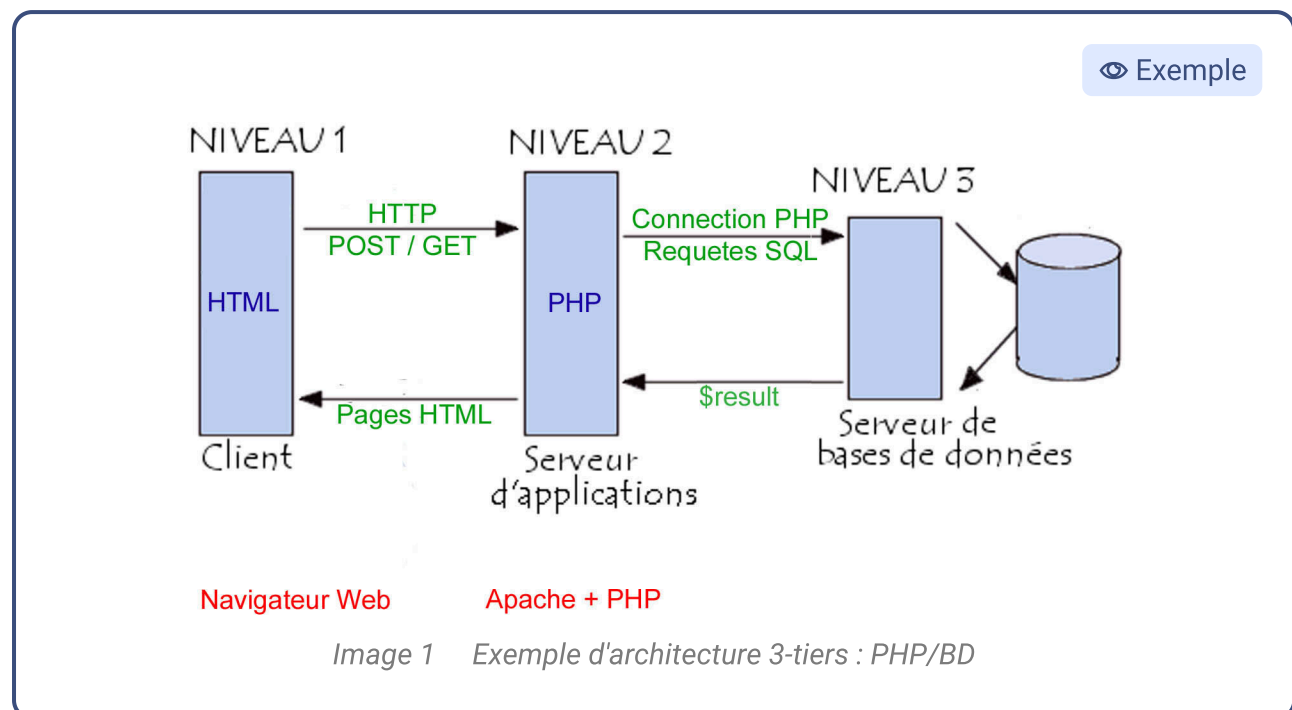 Exemple
NIVEAU 1
NIVEAU 2
NIVEAU 3
HTTP
POST / GET
Connection PHP
Requetes SQL
HTML
PHP
Pages HTML
$result
Client
Serveur
d'applications
Serveur de
bases de données
Navigateur Web
Apache + PHP
Image 1 Exemple d'architecture 3-tiers : PHP/BD